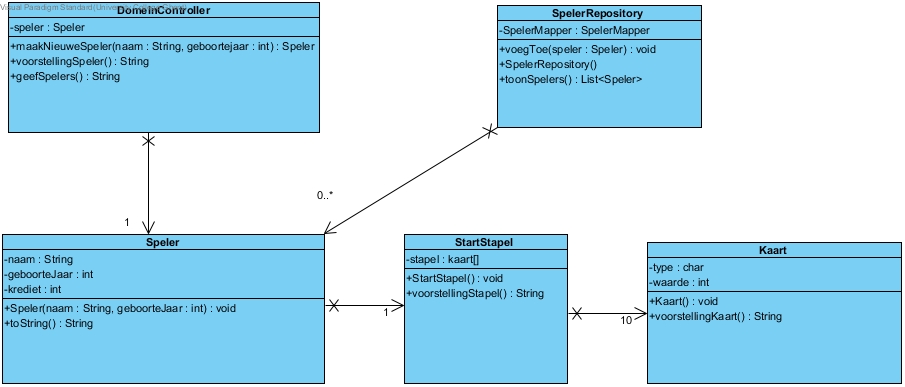 Visual Paradigm Standard(University College Ghent)
DomeinController
-speler : Speler
+maakNieuweSpeler(naam : String, geboortejaar : int) : Speler
+voorstellingSpeler() : String
+geefSpelers() : String
SpelerRepository
-SpelerMapper : SpelerMapper
+voegToe(speler : Speler) : void
+SpelerRepository()
+toonSpelers() : List<Speler>
0..*
1
Speler
-naam : String
-geboorteJaar : int
-krediet : int
+Speler(naam : String, geboorteJaar : int) : void
+toString() : String
1
StartStapel
-stapel : kaart[]
+StartStapel() : void
+voorstellingStapel() : String
10
Kaart
-type : char
-waarde : int
+Kaart() : void
+voorstellingKaart() : String